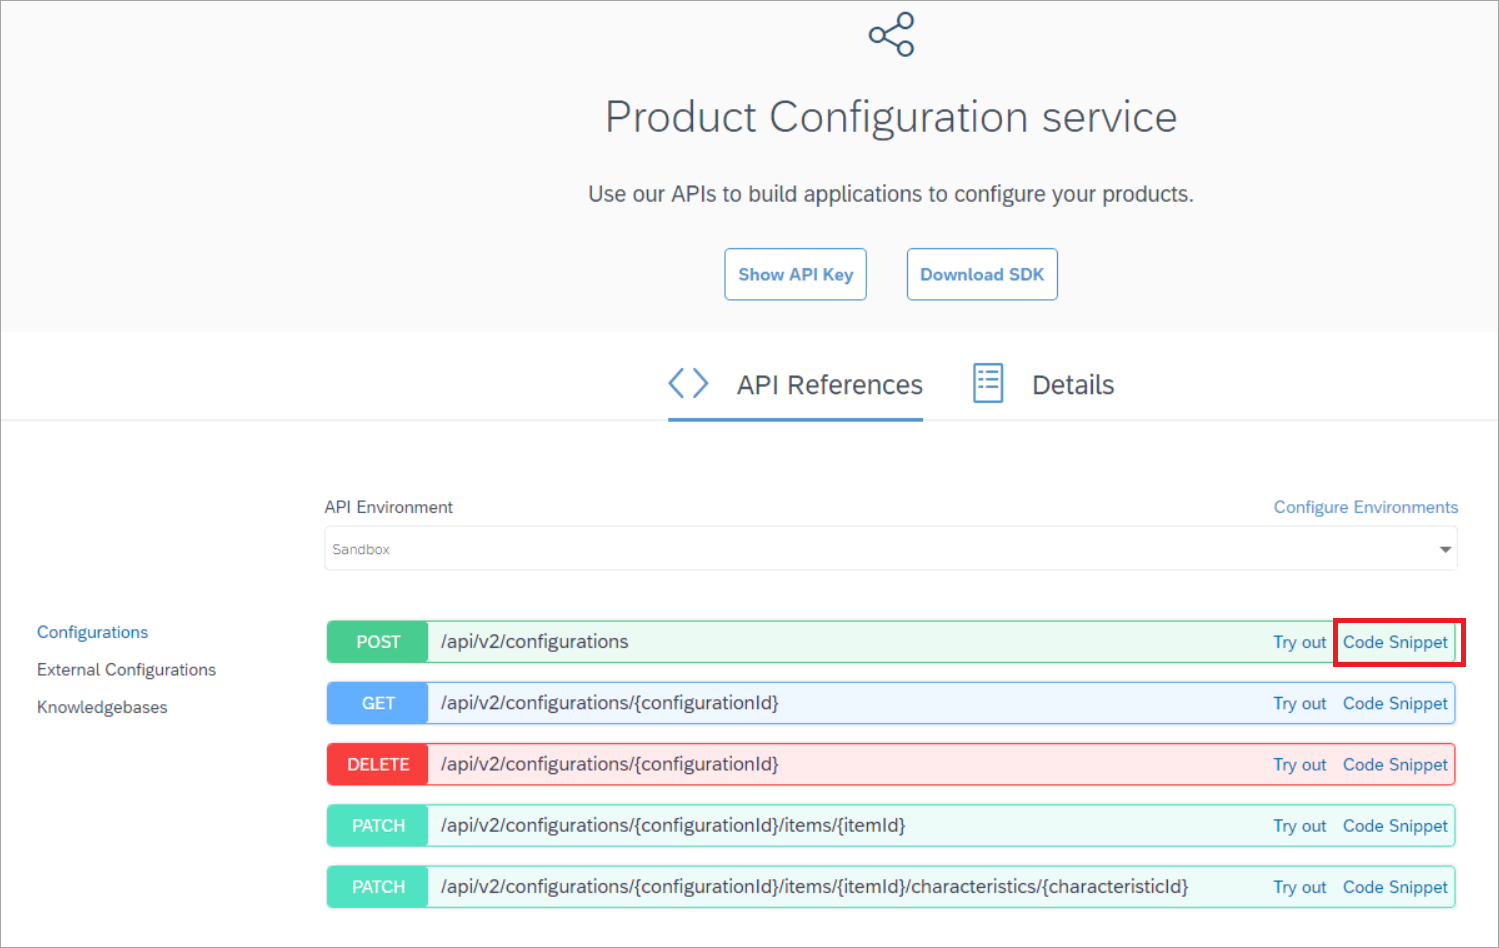 Product Configuration service
Use our APIs to build applications to configure your products.
Show API Key
Download SDK
API References
Details
API Environment
Configure Environments
Sandbox
Configurations
External Configurations
Knowledgebases
POST /api/v2/configurations Try out Code Snippet
GET /api/v2/configurations/{configurationId} Try out Code Snippet
DELETE /api/v2/configurations/{configurationId} Try out Code Snippet
PATCH /api/v2/configurations/{configurationId}/items/{itemId} Try out Code Snippet
PATCH /api/v2/configurations/{configurationId}/items/{itemId}/characteristics/{characteristicId} Try out Code Snippet